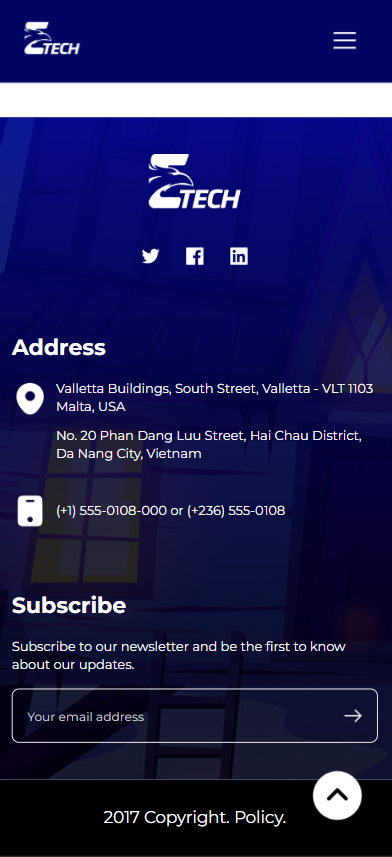 ZTECH
ZTECH
Address
Valletta Buildings, South Street, Valletta - VLT 1103
Malta, USA
No. 20 Phan Dang Luu Street, Hai Chau District,
Da Nang City, Vietnam
(+1) 555-0108-000 or (+236) 555-0108
Subscribe
Subscribe to our newsletter and be the first to know
about our updates.
Your email address
2017 Copyright. Policy.